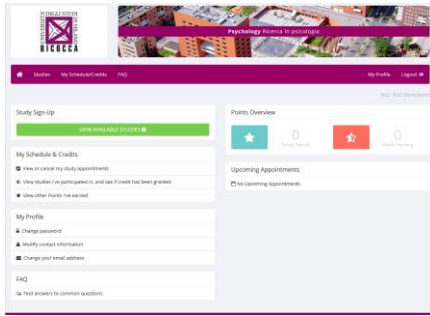 UNIVERSITÀ
DEGLI STUDI
DI MILANO
BICOCCA
Psychology Ricerca in psicologia
Studies
My Schedule/Credits
FAQ
My Profile
Logout
Study Sign-Up
VIEW AVAILABLE STUDIES
My Schedule & Credits
View or cancel my study appointments
View studies I've participated in, and see if credit has been granted
View other Points I've earned
My Profile
Change password
Modify contact information
Change your email address
FAQ
Find answers to common questions
Points Overview
0
Points Earned
0
Points Pending
Upcoming Appointments
No Upcoming Appointments